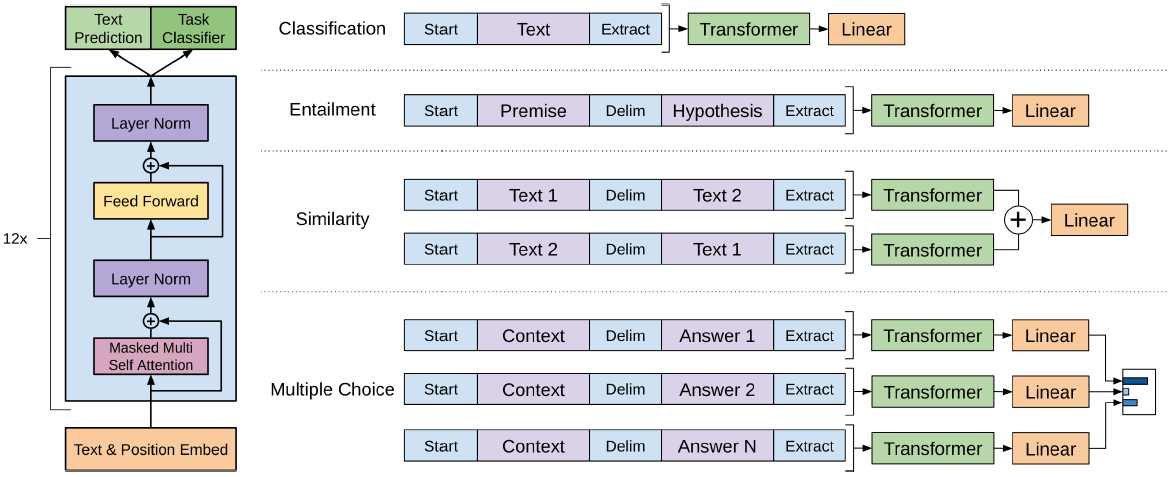 Text
Prediction
Task
Classifier
12x
Layer Norm
+
Feed Forward
Layer Norm
+
Masked Multi
Self Attention
Text & Position Embed
Classification
Start Text Extract Transformer Linear
Entailment
Start Premise Delim Hypothesis Extract Transformer Linear
Similarity
Start Text 1 Delim Text 2 Extract Transformer
+ Linear
Start Text 2 Delim Text 1 Extract Transformer
Multiple Choice
Start Context Delim Answer 1 Extract Transformer Linear
Start Context Delim Answer 2 Extract Transformer Linear
Start Context Delim Answer N Extract Transformer Linear